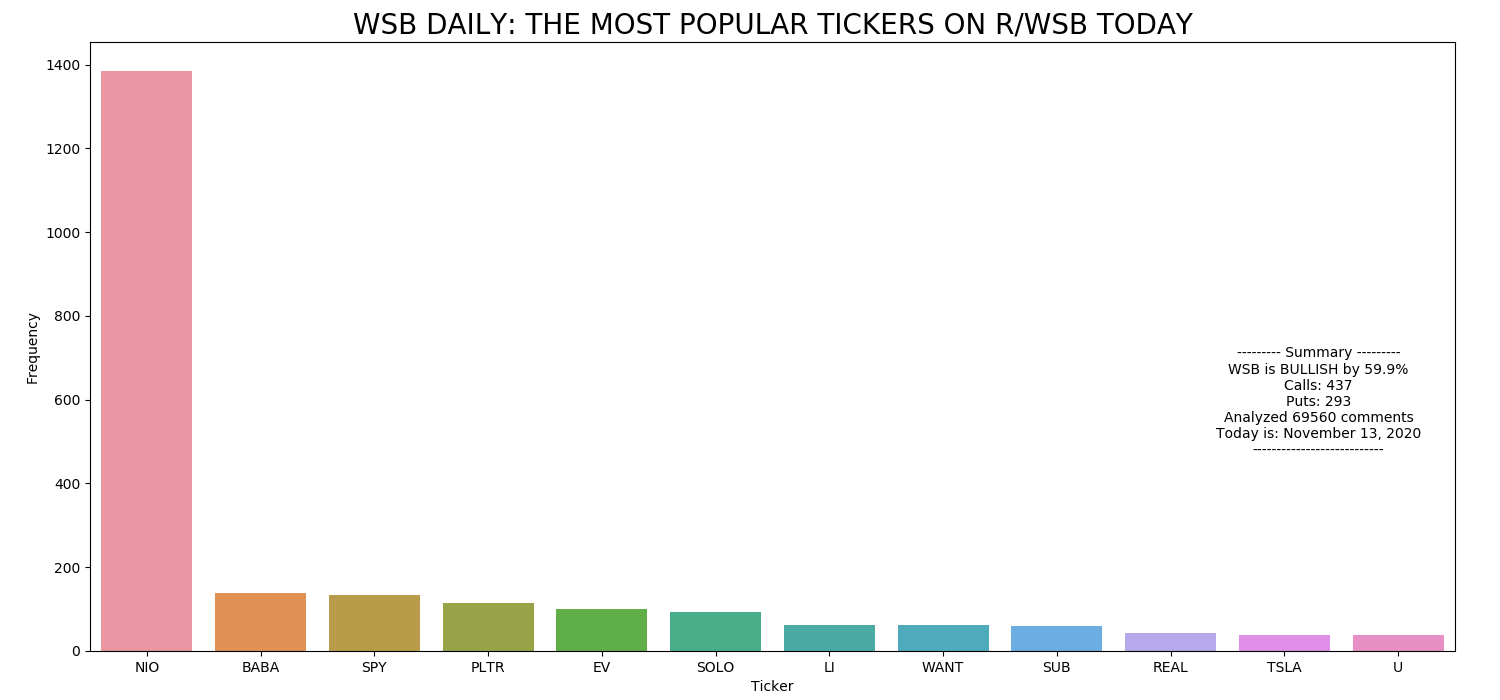 WSB DAILY: THE MOST POPULAR TICKERS ON R/WSB TODAY
1400
1200
1000
800
600
400
200
0
Frequency
--------- Summary ---------
WSB is BULLISH by 59.9%
Calls: 437
Puts: 293
Analyzed 69560 comments
Today is: November 13, 2020
---------------------------
NIO BABA SPY PLTR EV SOLO LI WANT SUB REAL TSLA U
Ticker